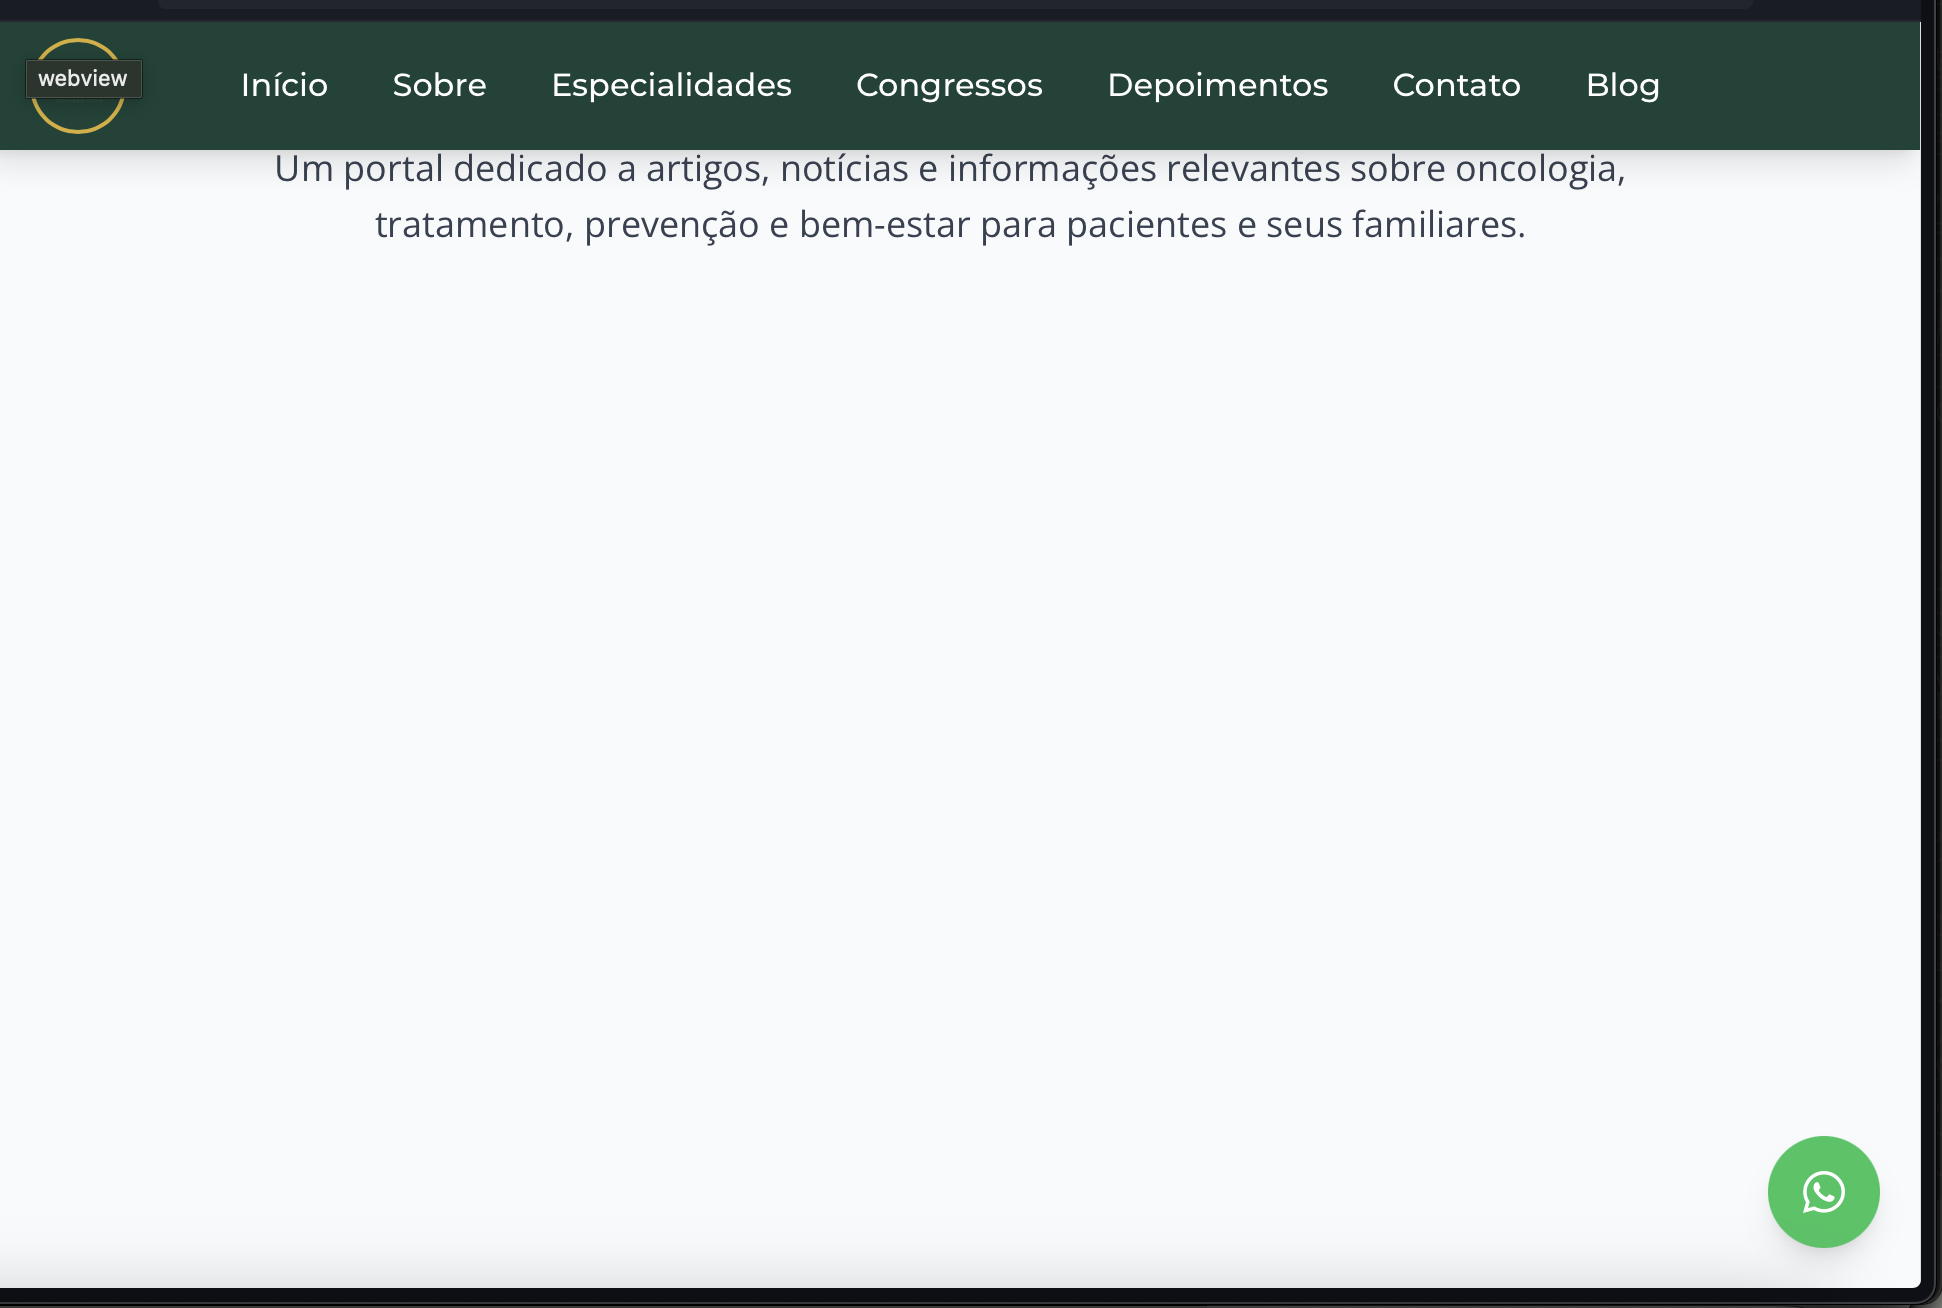 webview
Início Sobre Especialidades Congressos Depoimentos Contato Blog
Um portal dedicado a artigos, notícias e informações relevantes sobre oncologia,
tratamento, prevenção e bem-estar para pacientes e seus familiares.